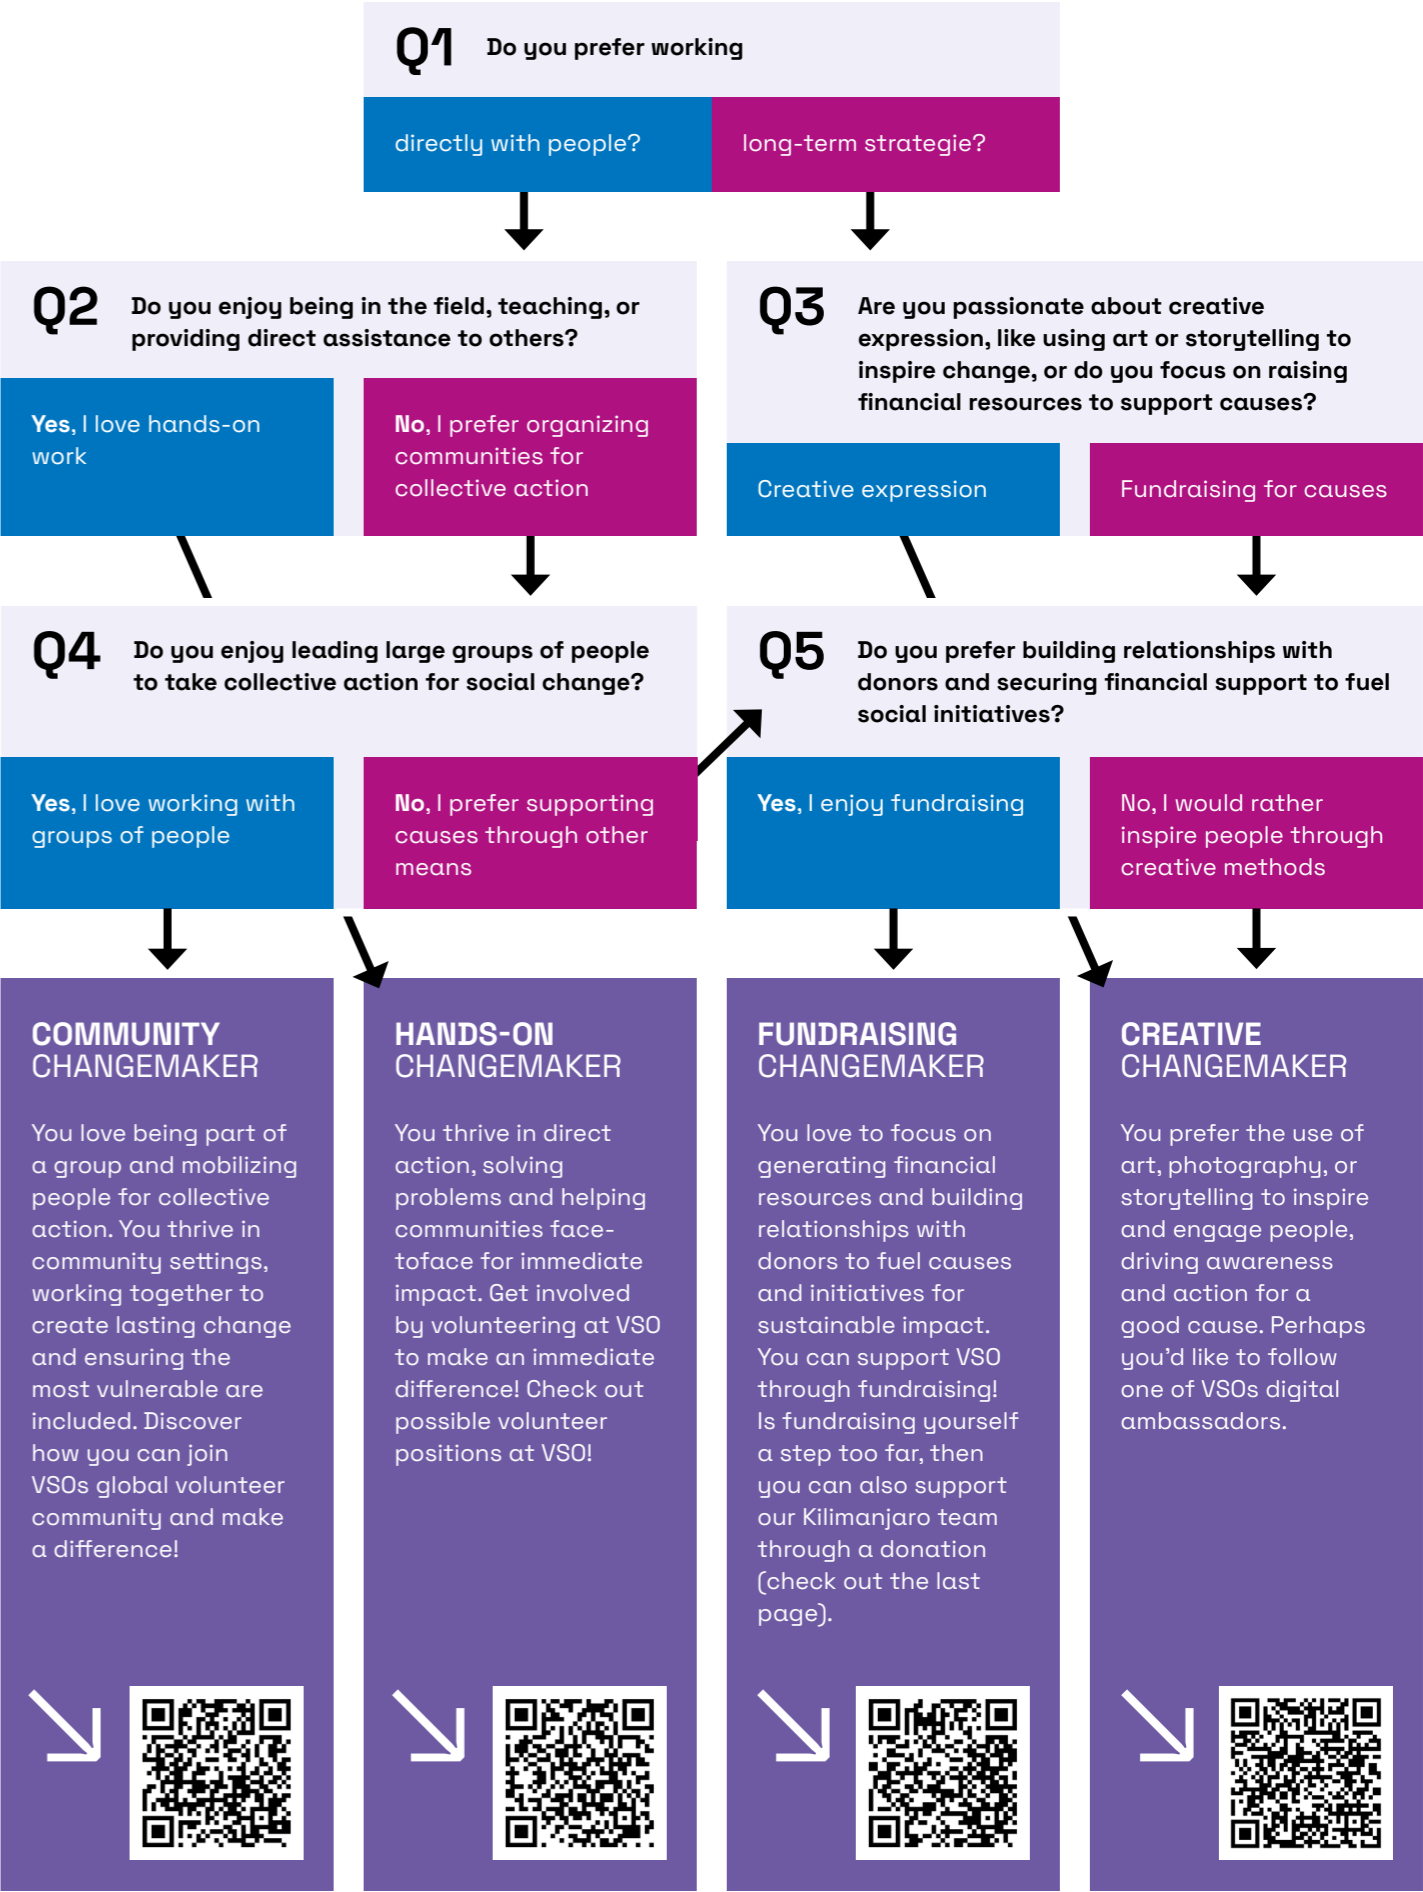 Q1 Do you prefer working
directly with people?
long-term strategie?
Q2 Do you enjoy being in the field, teaching, or
providing direct assistance to others?
Yes, I love hands-on
work
No, I prefer organizing
communities for
collective action
Q3 Are you passionate about creative
expression, like using art or storytelling to
inspire change, or do you focus on raising
financial resources to support causes?
Creative expression
Fundraising for causes
Q4 Do you enjoy leading large groups of people
to take collective action for social change?
Yes, I love working with
groups of people
No, I prefer supporting
causes through other
means
Q5 Do you prefer building relationships with
donors and securing financial support to fuel
social initiatives?
Yes, I enjoy fundraising
No, I would rather
inspire people through
creative methods
COMMUNITY
CHANGEMAKER
You love being part of
a group and mobilizing
people for collective
action. You thrive in
community settings,
working together to
create lasting change
and ensuring the
most vulnerable are
included. Discover
how you can join
VSOs global volunteer
community and make
a difference!
HANDS-ON
CHANGEMAKER
You thrive in direct
action, solving
problems and helping
communities face-
toface for immediate
impact. Get involved
by volunteering at VSO
to make an immediate
difference! Check out
possible volunteer
positions at VSO!
FUNDRAISING
CHANGEMAKER
You love to focus on
generating financial
resources and building
relationships with
donors to fuel causes
and initiatives for
sustainable impact.
You can support VSO
through fundraising!
Is fundraising yourself
a step too far, then
you can also support
our Kilimanjaro team
through a donation
(check out the last
page).
CREATIVE
CHANGEMAKER
You prefer the use of
art, photography, or
storytelling to inspire
and engage people,
driving awareness
and action for a
good cause. Perhaps
you'd like to follow
one of VSOs digital
ambassadors.